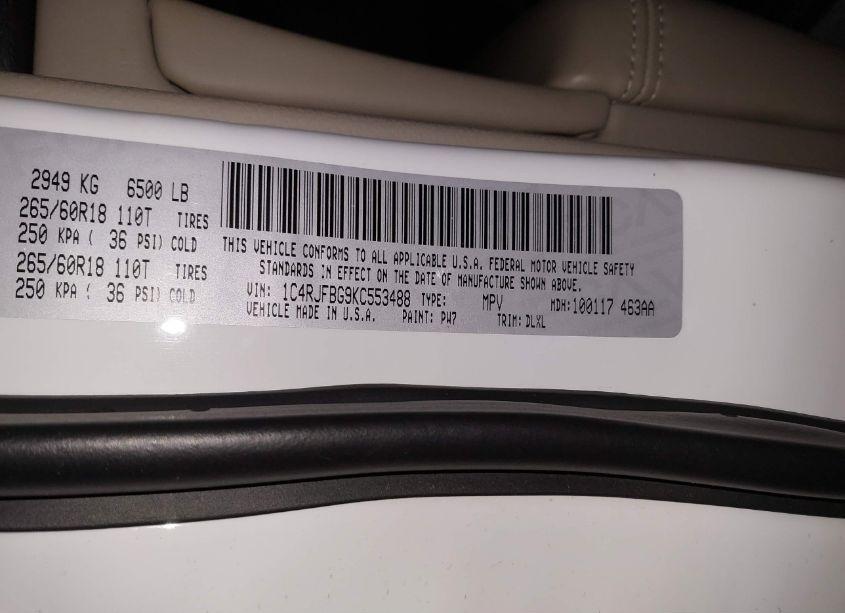 2949 KG 6500 LB
265/60R18 110T TIRES
250 KPA ( 36 PSI) COLD
265/60R18 110T TIRES
250 KPA ( 36 PSI) COLD
THIS VEHICLE CONFORMS TO ALL APPLICABLE U.S.A. FEDERAL MOTOR VEHICLE SAFETY
STANDARDS IN EFFECT ON THE DATE OF MANUFACTURE SHOWN ABOVE.
VIN: 1C4RJFBG9KC553488 TYPE: MPV MDH:100117 463AA
VEHICLE MADE IN U.S.A. PAINT: PW7 TRIM: DLXL